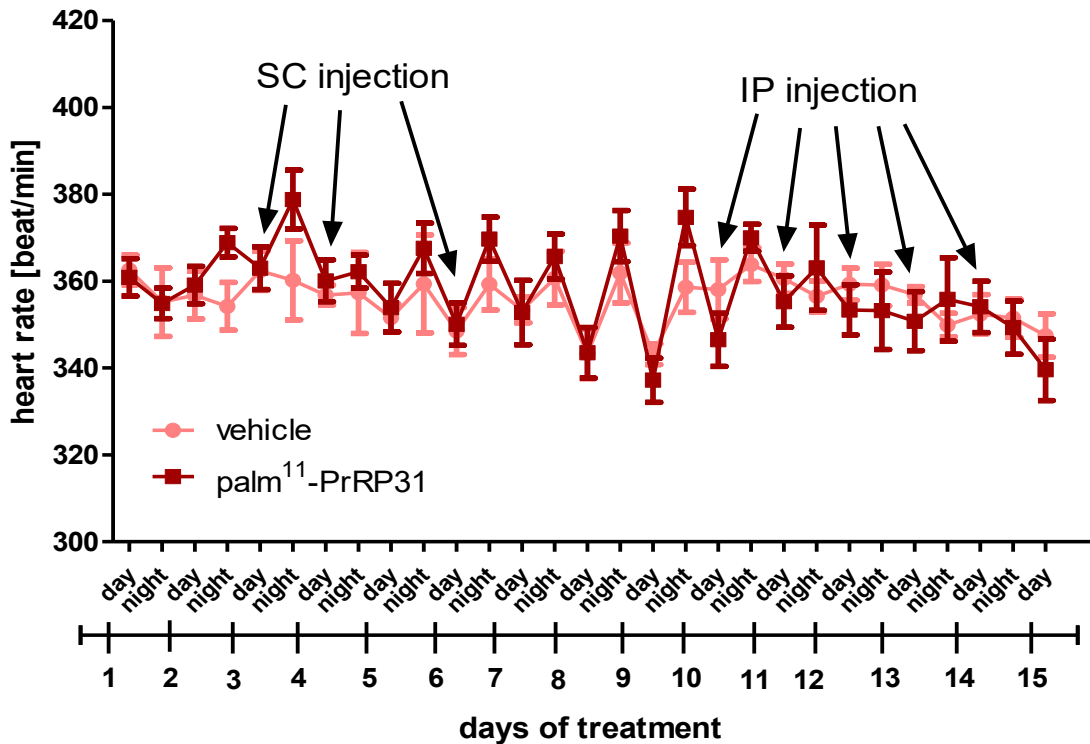 420
400
380
360
340
320
300
heart rate [beat/min]
SC injection
IP injection
vehicle
palm¹¹-PrRP31
day night day night day night day night day night day night day night day night day night day night day night day night day night day night day
1 2 3 4 5 6 7 8 9 10 11 12 13 14 15
days of treatment